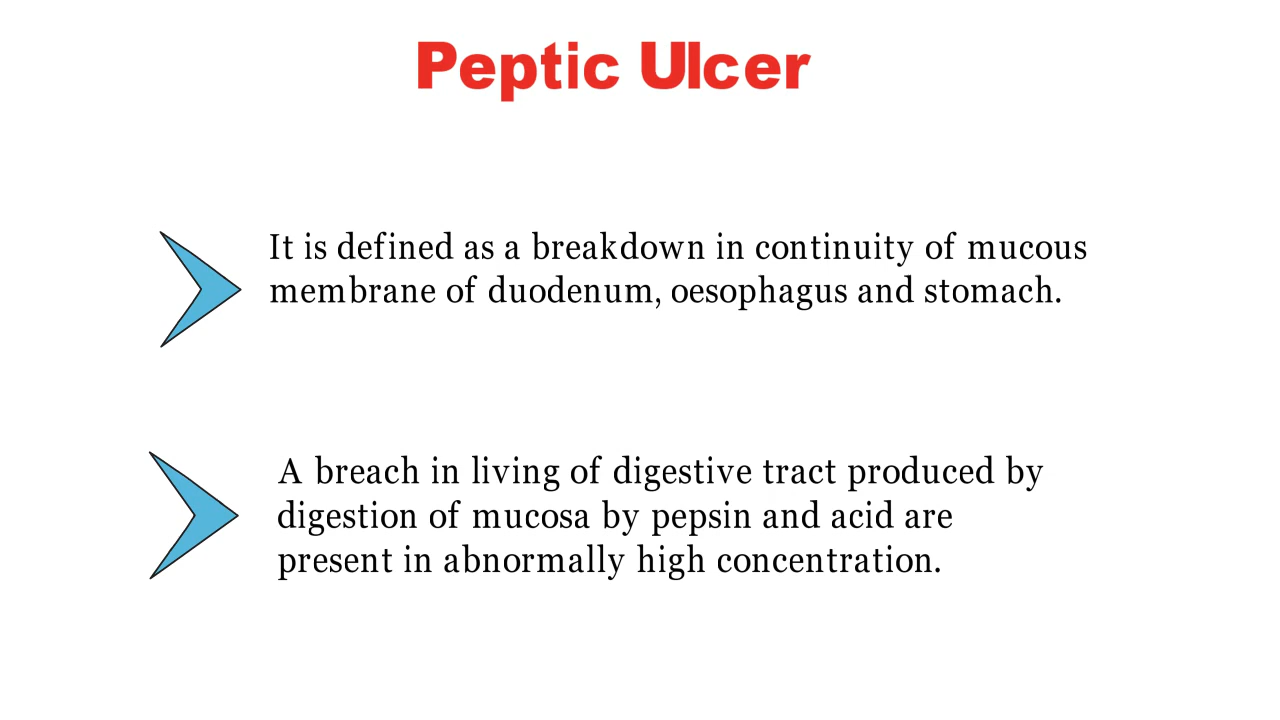 Peptic Ulcer
It is defined as a breakdown in continuity of mucous
membrane of duodenum, oesophagus and stomach.
A breach in living of digestive tract produced by
digestion of mucosa by pepsin and acid are
present in abnormally high concentration.